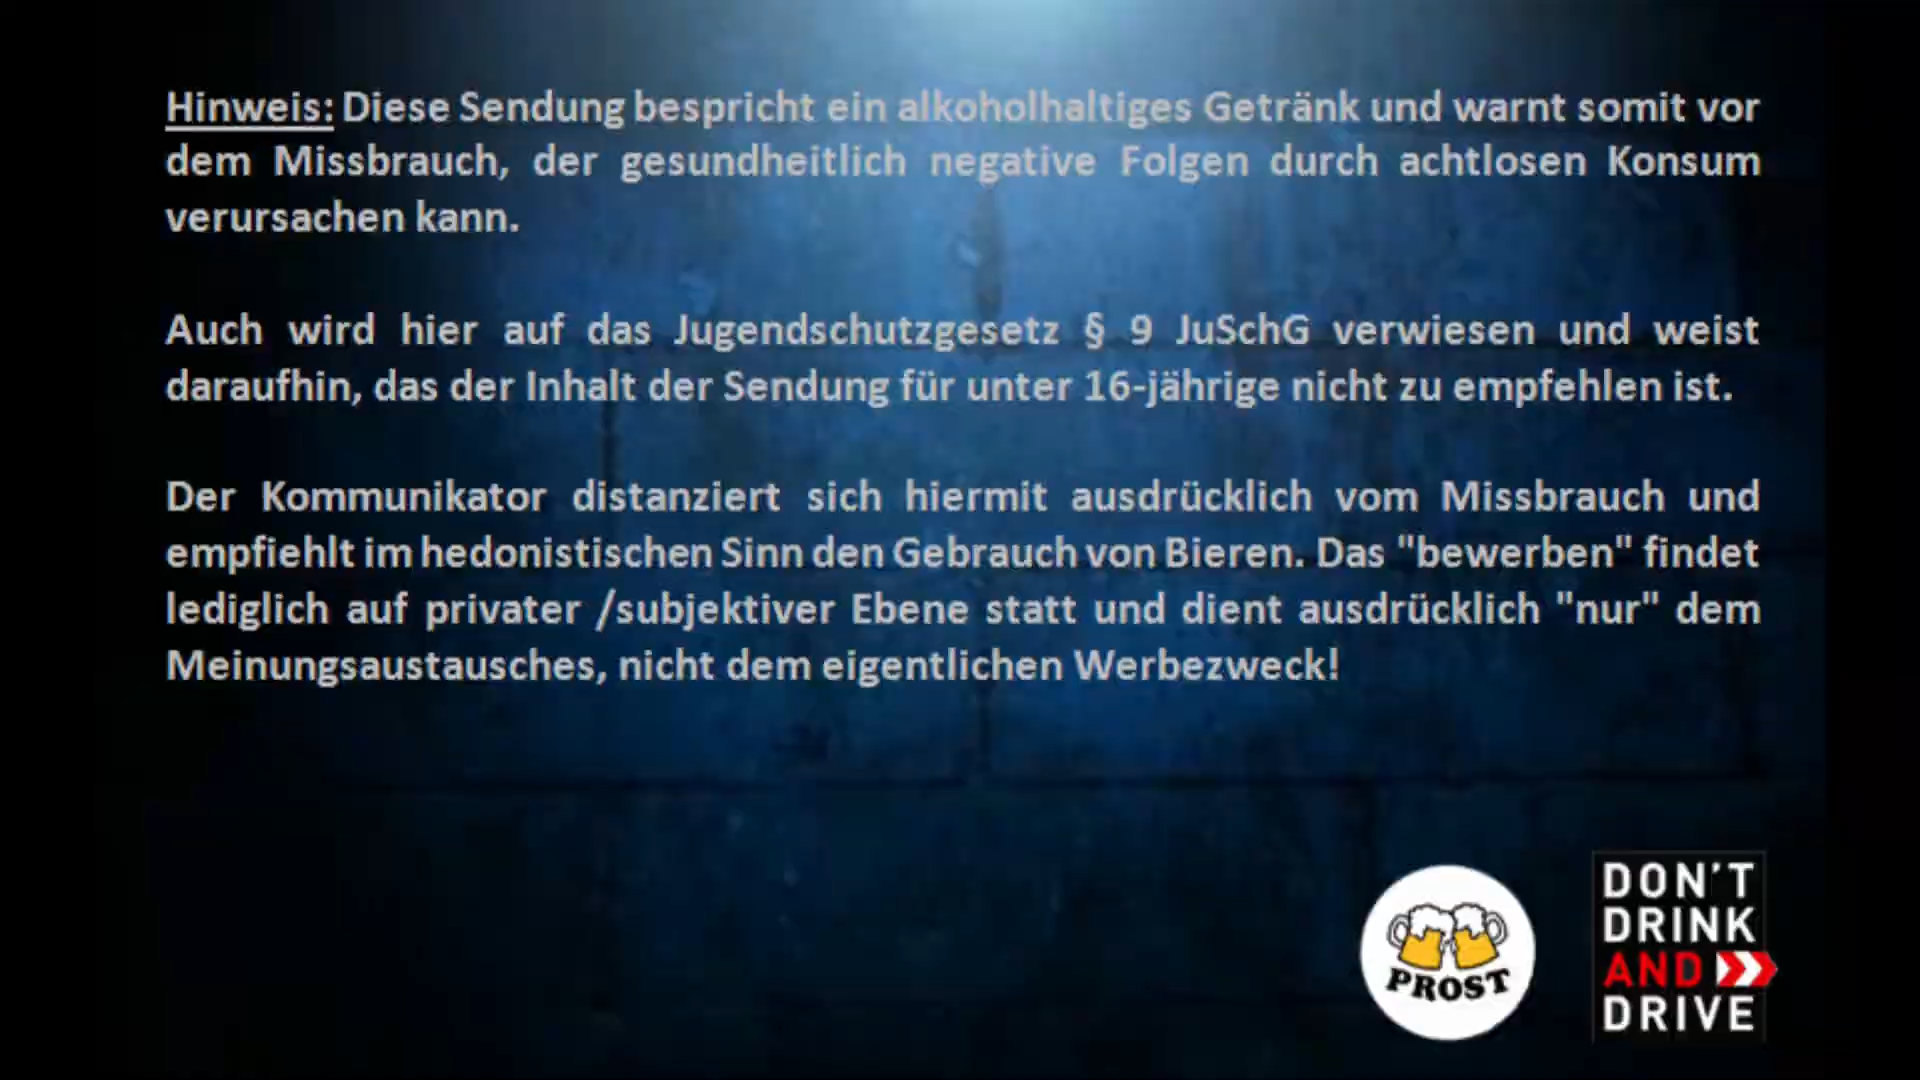 Hinweis: Diese Sendung bespricht ein alkoholhaltiges Getränk und warnt somit vor
dem Missbrauch, der gesundheitlich negative Folgen durch achtlosen Konsum
verursachen kann.
Auch wird hier auf das Jugendschutzgesetz § 9 JuSchG verwiesen und weist
daraufhin, das der Inhalt der Sendung für unter 16-jährige nicht zu empfehlen ist.
Der Kommunikator distanziert sich hiermit ausdrücklich vom Missbrauch und
empfiehlt im hedonistischen Sinn den Gebrauch von Bieren. Das "bewerben" findet
lediglich auf privater /subjektiver Ebene statt und dient ausdrücklich "nur" dem
Meinungsaustausches, nicht dem eigentlichen Werbezweck!
PROST
DON'T
DRINK
AND
DRIVE